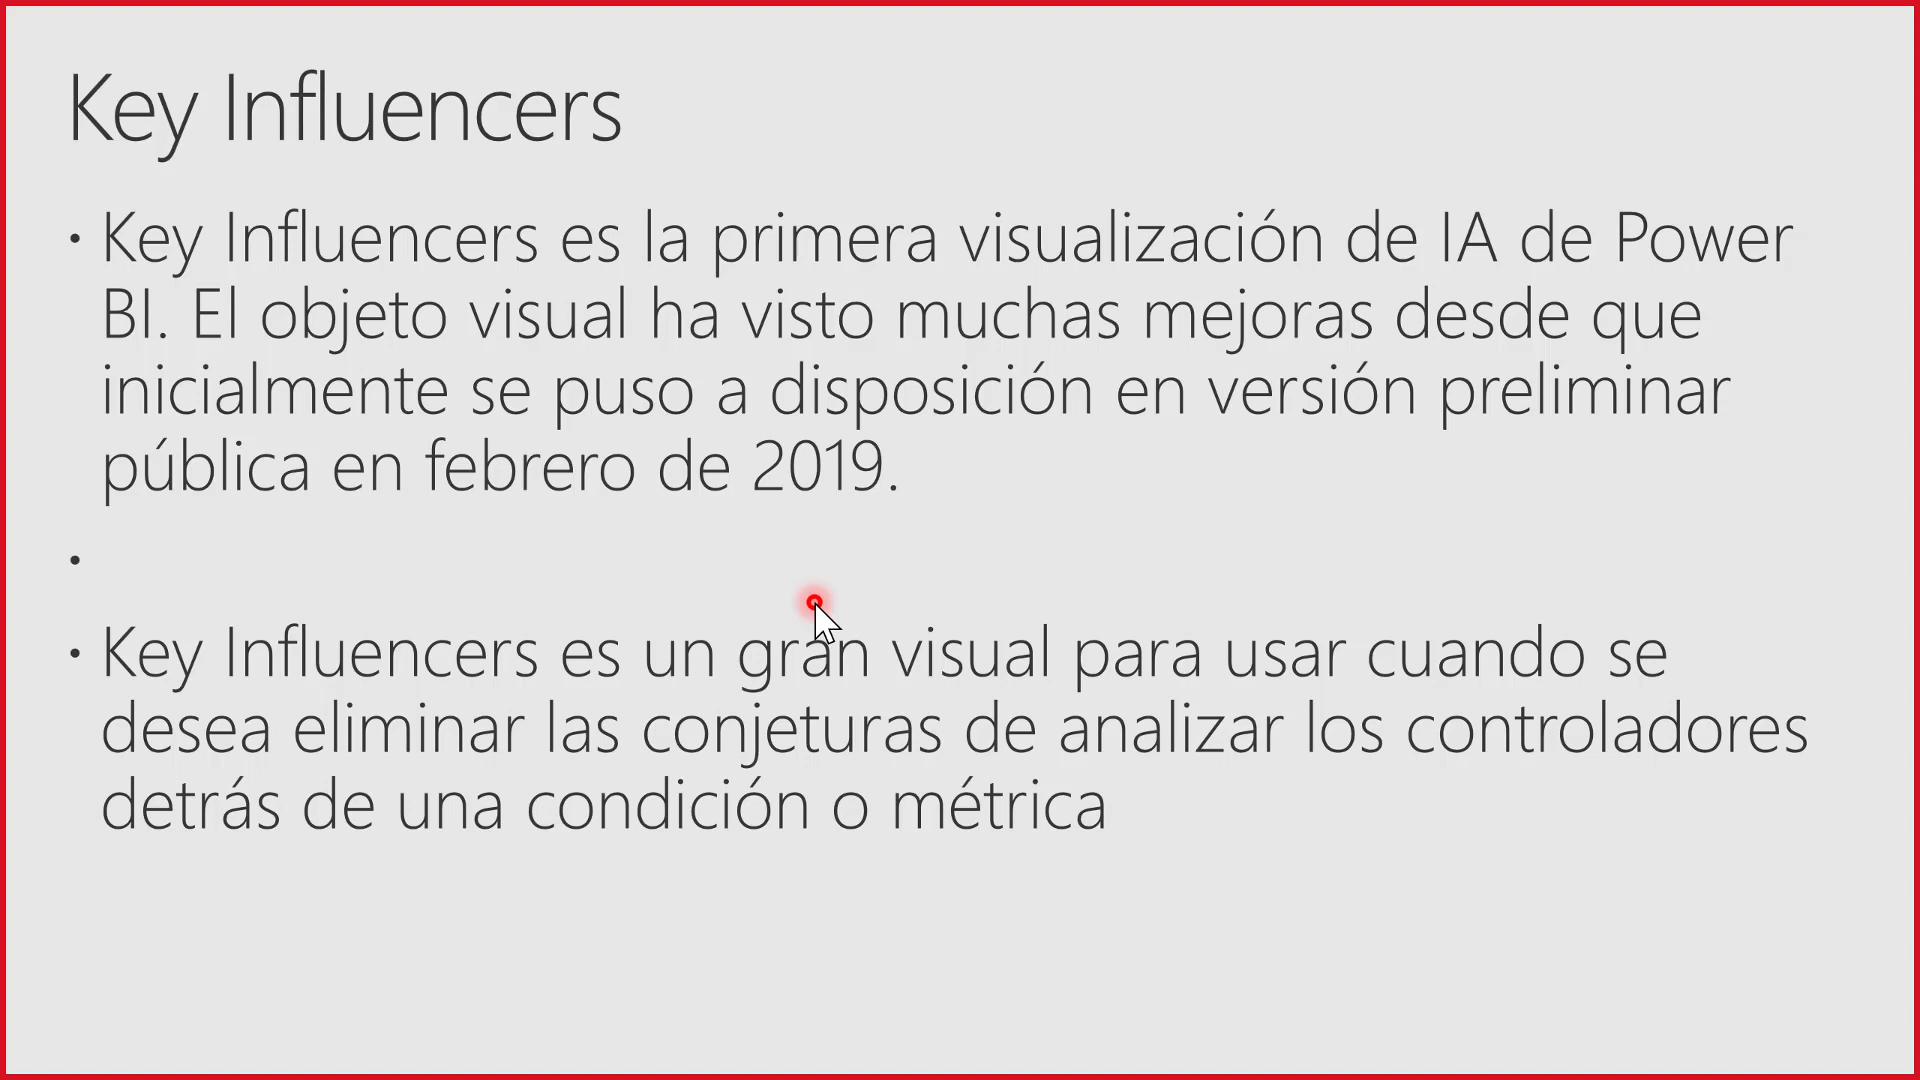 Key Influencers
• Key Influencers es la primera visualización de IA de Power
BI. El objeto visual ha visto muchas mejoras desde que
inicialmente se puso a disposición en versión preliminar
pública en febrero de 2019.
•
• Key Influencers es un gran visual para usar cuando se
desea eliminar las conjeturas de analizar los controladores
detrás de una condición o métrica